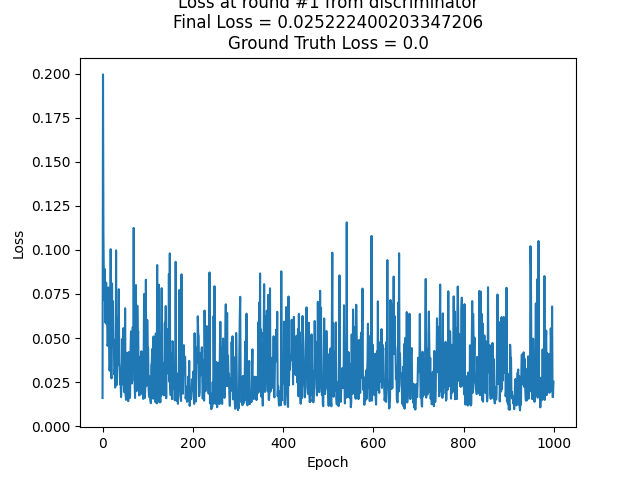 Loss at round #1 from discriminator
Final Loss = 0.025222400203347206
Ground Truth Loss = 0.0
0.200
0.175
0.150
0.125
0.100
0.075
0.050
0.025
0.000
Loss
0 200 400 600 800 1000
Epoch